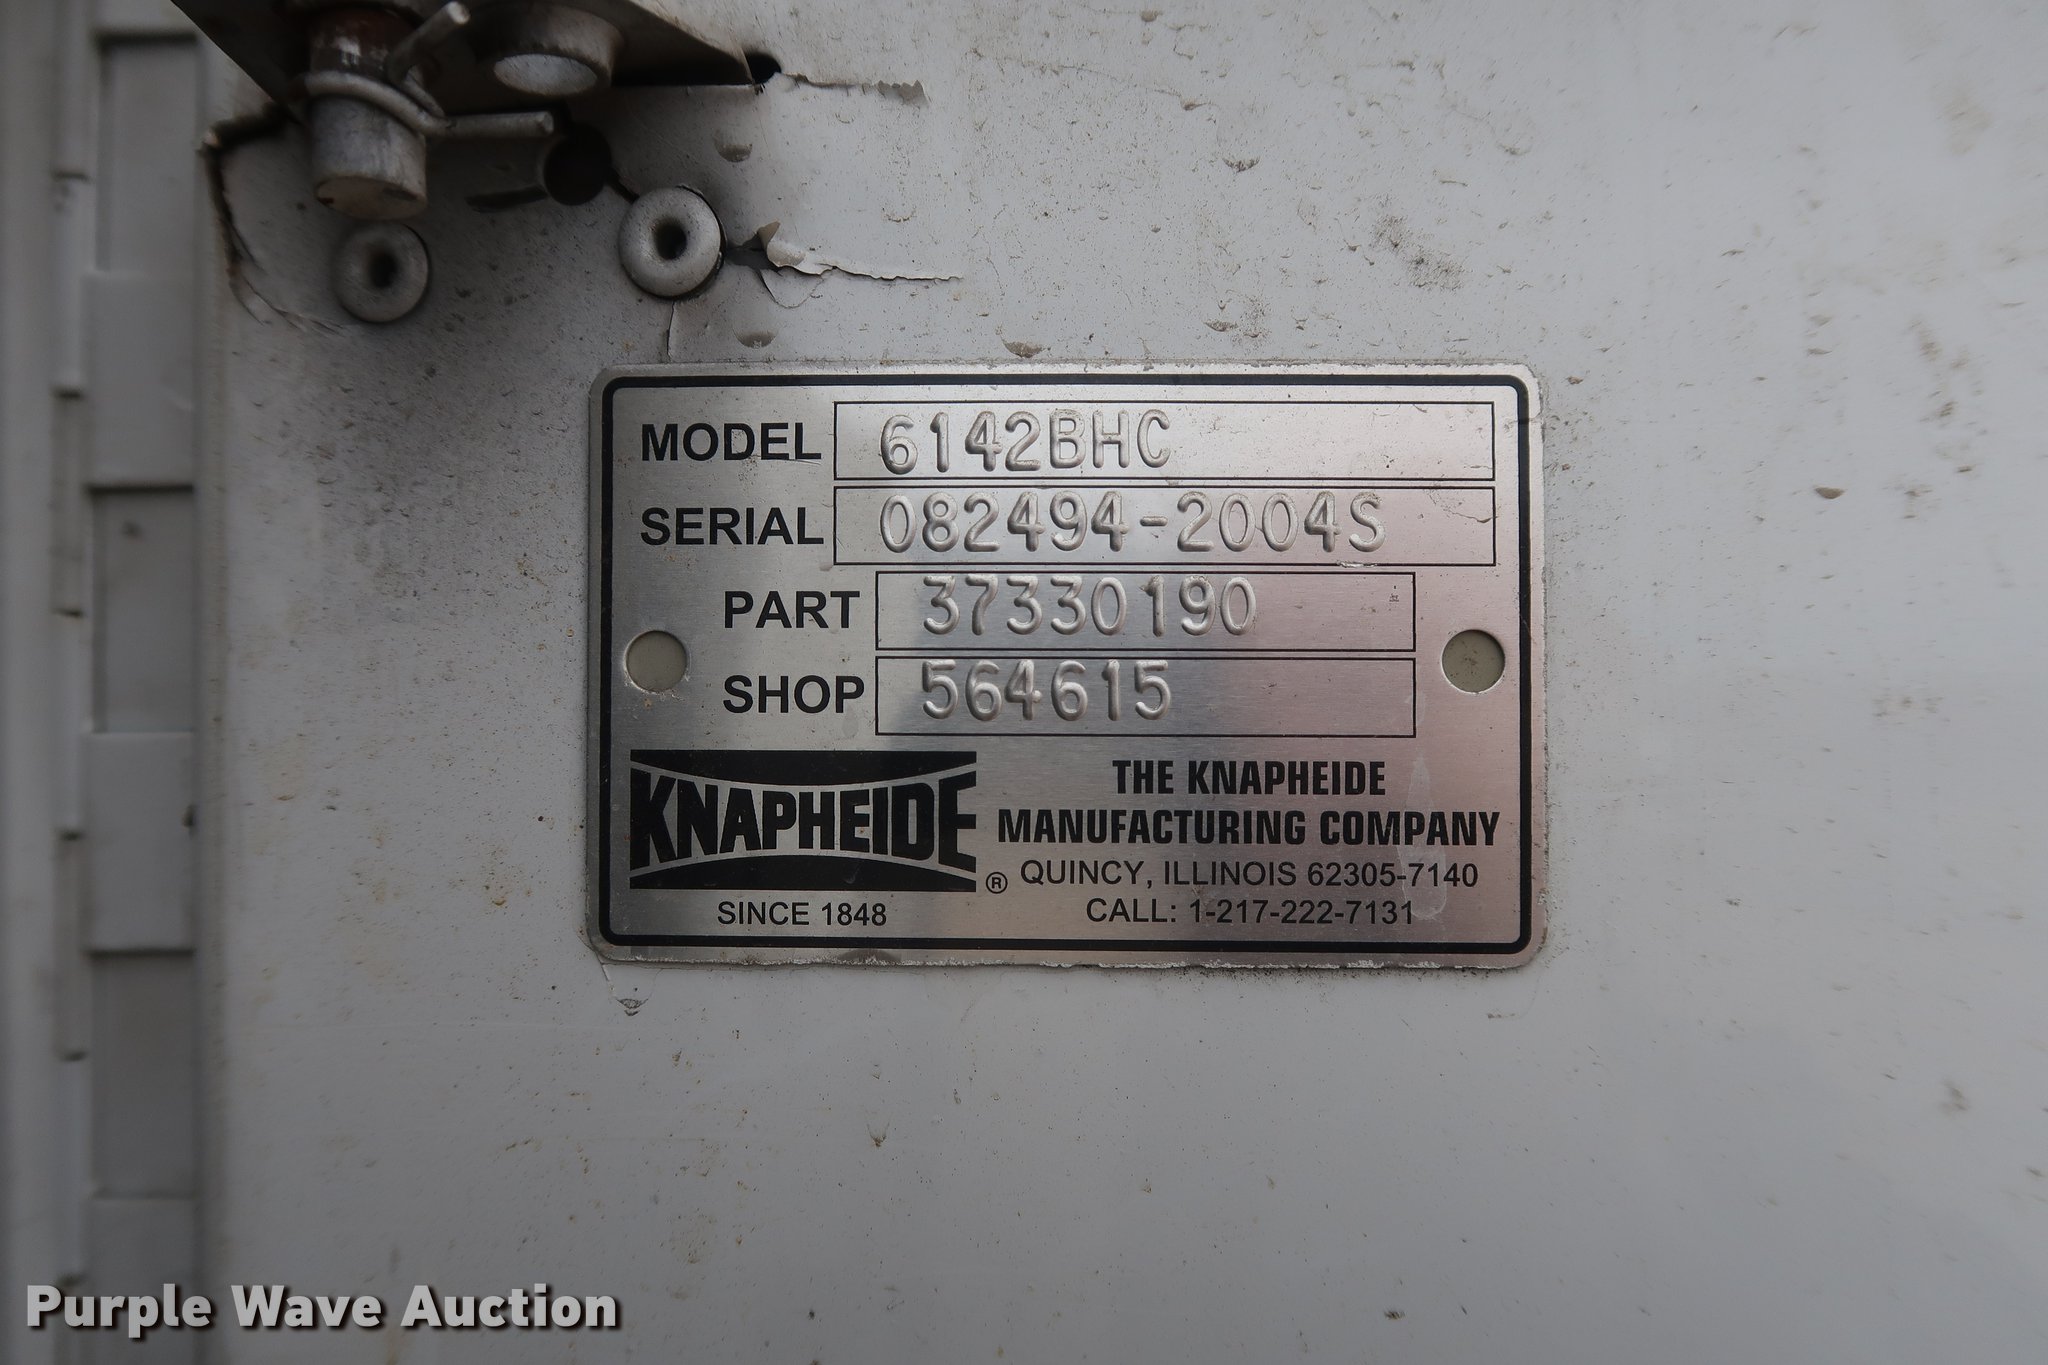 MODEL 6142BHC
SERIAL 082494-2004S
PART 37330190
SHOP 564615
KNAPHEIDE ®
SINCE 1848
THE KNAPHEIDE
MANUFACTURING COMPANY
QUINCY, ILLINOIS 62305-7140
CALL: 1-217-222-7131
Purple Wave Auction